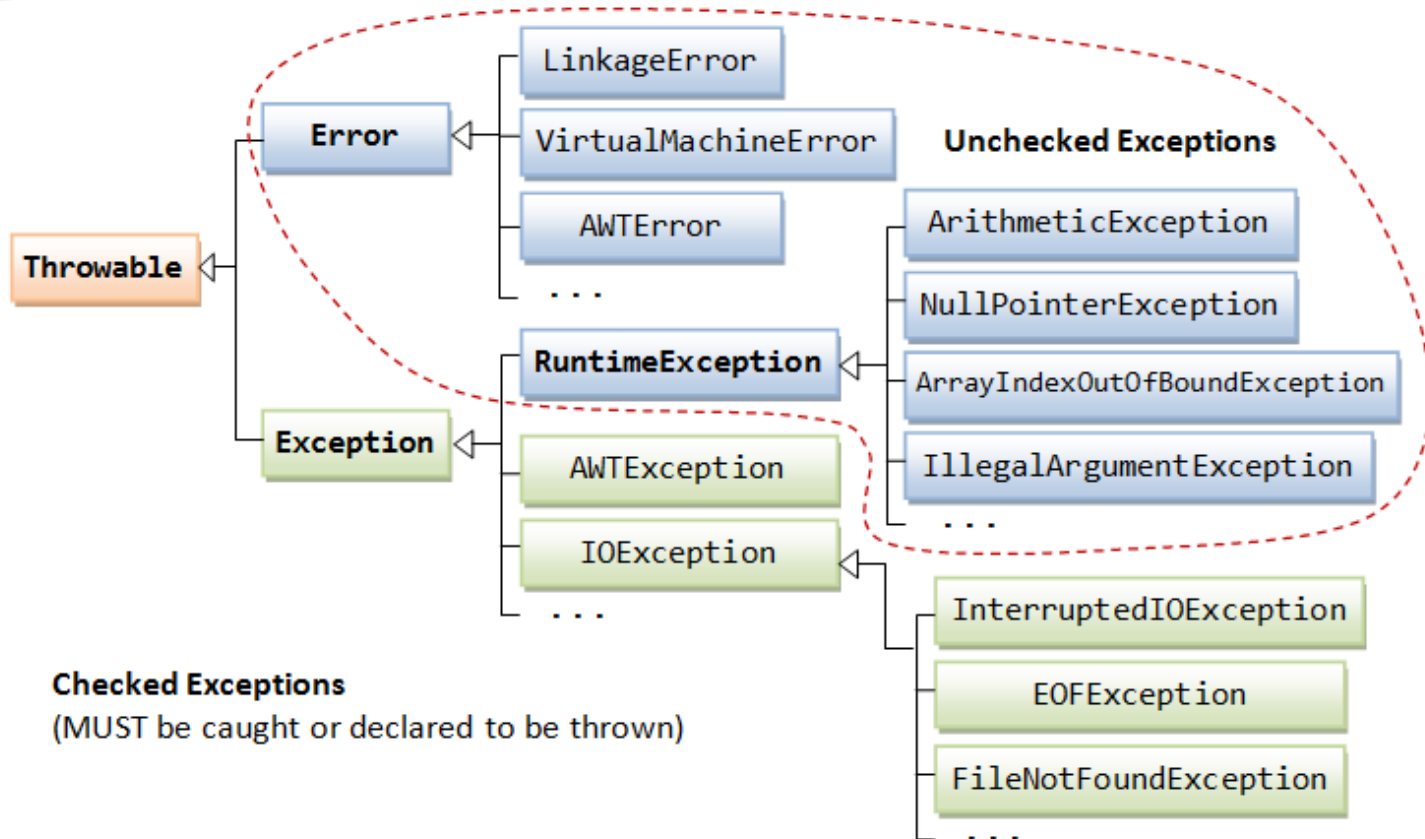 LinkageError
Error
VirtualMachineError
Unchecked Exceptions
AWTError
ArithmeticException
Throwable
...
NullPointerException
RuntimeException
ArrayIndexOutOfBoundException
Exception
AWTException
IllegalArgumentException
...
IOException
...
InterruptedIOException
Checked Exceptions
(MUST be caught or declared to be thrown)
EOFException
FileNotFoundException
...